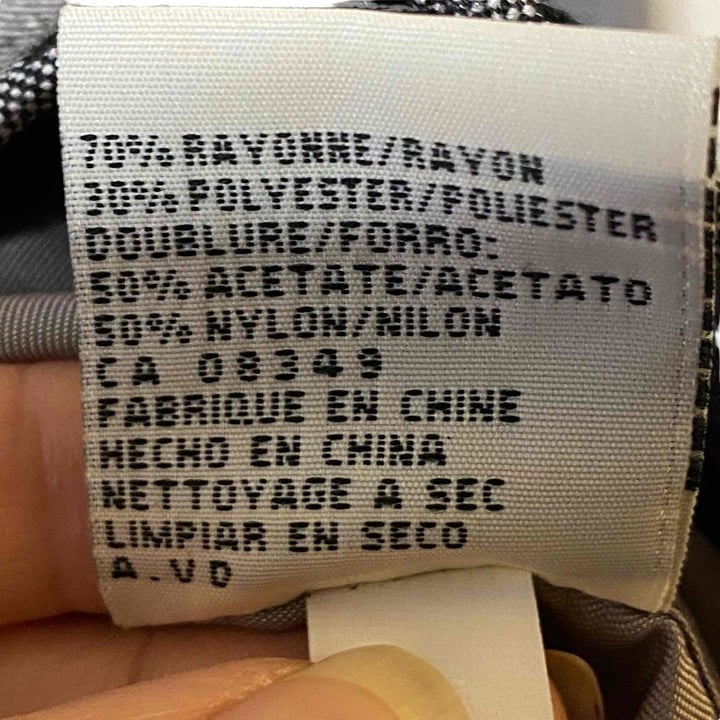 70% RAYONNE/RAYON
30% POLYESTER/POLIESTER
DOUBLURE/FORRO:
50% ACETATE/ACETATO
50% NYLON/NILON
CA 08349
FABRIQUE EN CHINE
HECHO EN CHINA
NETTOYAGE A SEC
LIMPIAR EN SECO
A.VD